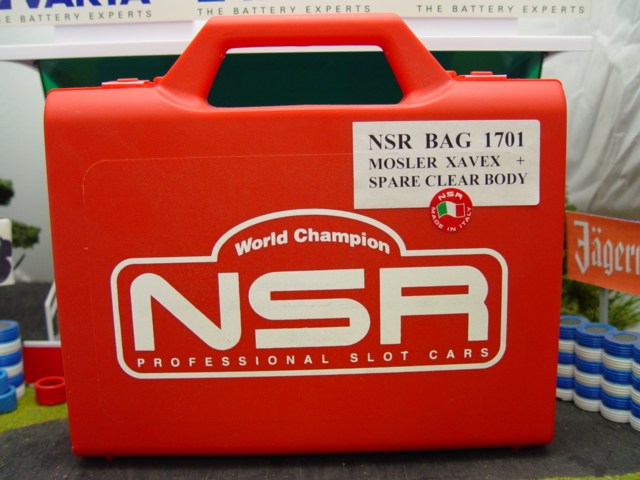 VARTA
THE BATTERY EXPERTS
THE BATTERY EXPERTS
THE BATTERY EXPERTS
NSR BAG 1701
MOSLER XAVEX +
SPARE CLEAR BODY
NSR
MADE IN ITALY
World Champion
NSR
PROFESSIONAL SLOT CARS
Jägerm